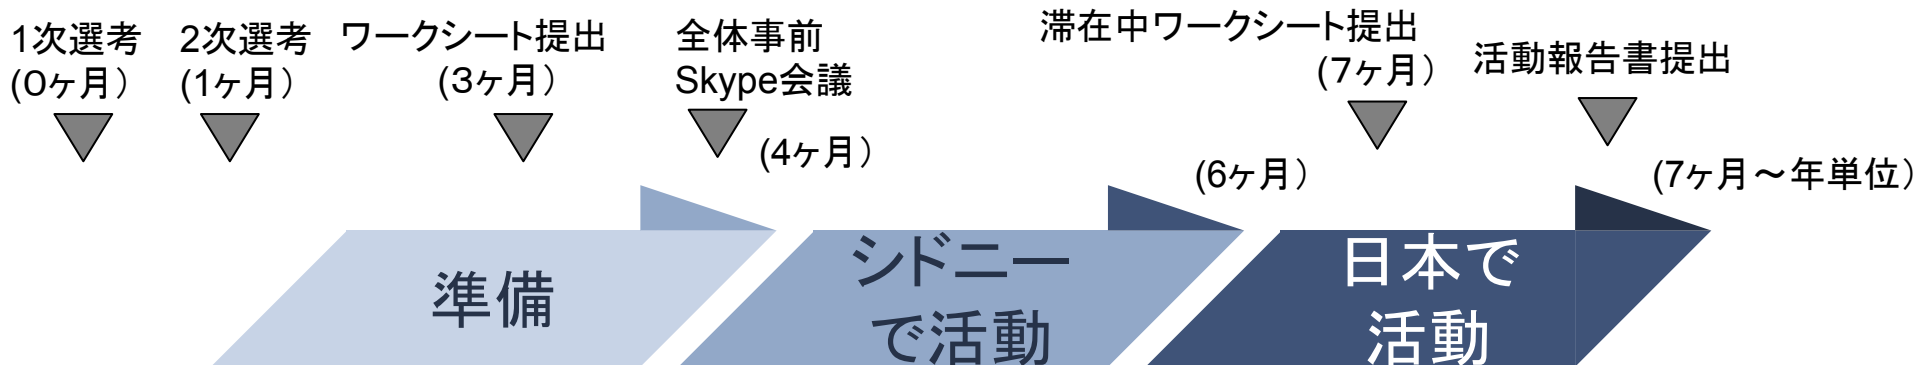 1次選考
(0ヶ月）
2次選考
(1ヶ月）
ワークシート提出
(3ヶ月）
全体事前
Skype会議
(4ヶ月）
滞在中ワークシート提出
(7ヶ月）
活動報告書提出
(6ヶ月）
(7ヶ月～年単位）
準備
シドニー
で活動
日本で
活動